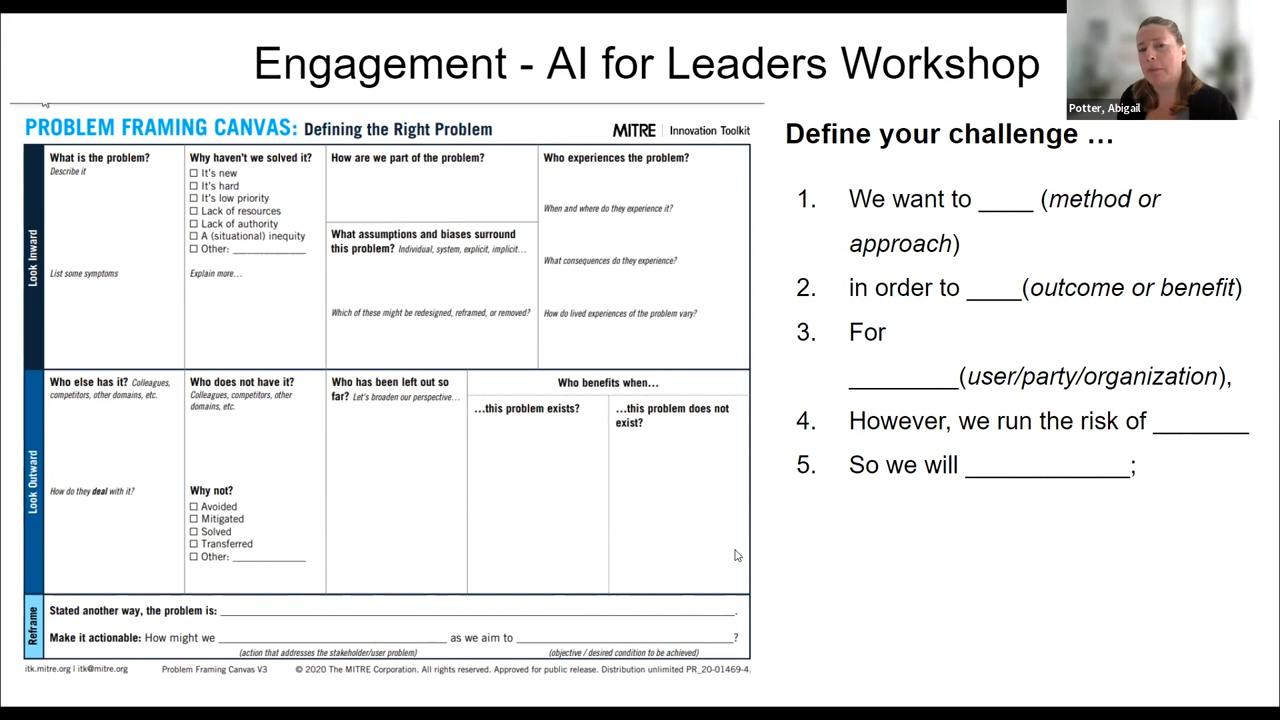 Engagement - AI for Leaders Workshop
Potter, Abigail
PROBLEM FRAMING CANVAS: Defining the Right Problem
MITRE | Innovation Toolkit
Look Inward
What is the problem?
Describe it
List some symptoms
Why haven't we solved it?
☐ It's new
☐ It's hard
☐ It's low priority
☐ Lack of resources
☐ Lack of authority
☐ A (situational) inequity
☐ Other: ______________
Explain more…
How are we part of the problem?
What assumptions and biases surround
this problem? Individual, system, explicit, implicit…
Which of these might be redesigned, reframed, or removed?
Who experiences the problem?
When and where do they experience it?
What consequences do they experience?
How do lived experiences of the problem vary?
Look Outward
Who else has it? Colleagues,
competitors, other domains, etc.
How do they deal with it?
Who does not have it?
Colleagues, competitors, other
domains, etc.
Why not?
☐ Avoided
☐ Mitigated
☐ Solved
☐ Transferred
☐ Other: ______________
Who has been left out so
far? Let's broaden our perspective…
Who benefits when…
…this problem exists?
…this problem does not
exist?
Reframe
Stated another way, the problem is: ______________.
Make it actionable: How might we ______________ as we aim to ______________?
(action that addresses the stakeholder/user problem)
(objective / desired condition to be achieved)
itk.mitre.org | itk@mitre.org
Problem Framing Canvas V3
© 2020 The MITRE Corporation. All rights reserved. Approved for public release. Distribution unlimited PR_20-01469-4.
Define your challenge …
1. We want to ____ (method or
approach)
2. in order to ____(outcome or benefit)
3. For
________(user/party/organization),
4. However, we run the risk of _______
5. So we will ____________;